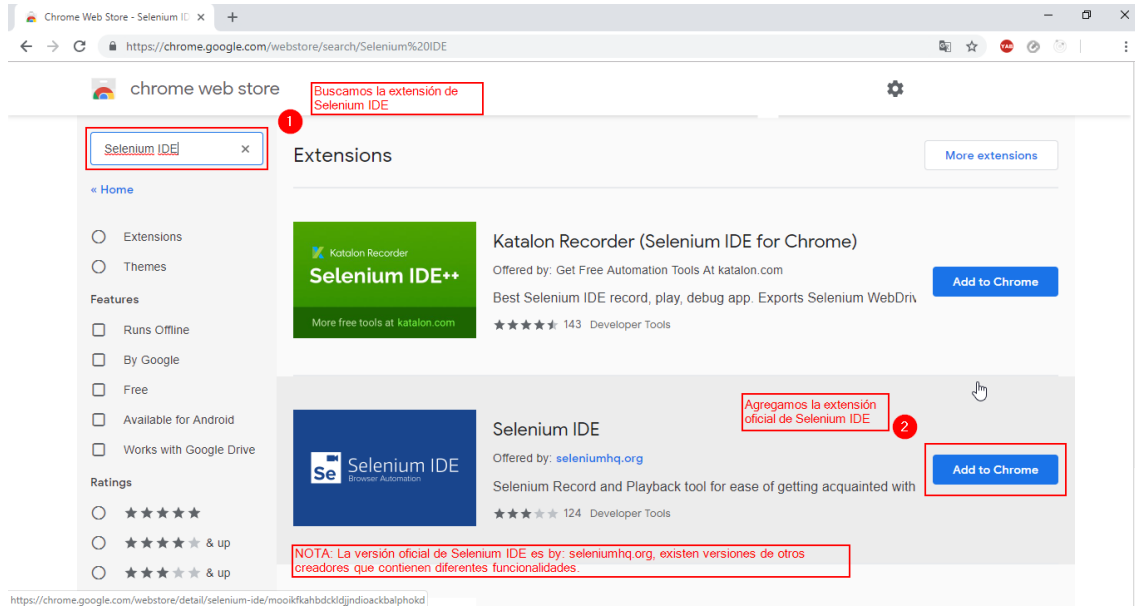 Chrome Web Store - Selenium ID
https://chrome.google.com/webstore/search/Selenium%20IDE
YAB
chrome web store
Buscamos la extensión de
Selenium IDE
1
Selenium IDE
« Home
Extensions
Themes
Features
Runs Offline
By Google
Free
Available for Android
Works with Google Drive
Ratings
& up
& up
Extensions
More extensions
Katalon Recorder
Selenium IDE++
More free tools at katalon.com
Katalon Recorder (Selenium IDE for Chrome)
Offered by: Get Free Automation Tools At katalon.com
Best Selenium IDE record, play, debug app. Exports Selenium WebDriv
143 Developer Tools
Add to Chrome
Agregamos la extensión
oficial de Selenium IDE
2
Se Selenium IDE
Browser Automation
Selenium IDE
Offered by: seleniumhq.org
Selenium Record and Playback tool for ease of getting acquainted with
124 Developer Tools
Add to Chrome
NOTA: La versión oficial de Selenium IDE es by: seleniumhq.org, existen versiones de otros
creadores que contienen diferentes funcionalidades.
https://chrome.google.com/webstore/detail/selenium-ide/mooikfkahbdckldjjndioackbalphokd